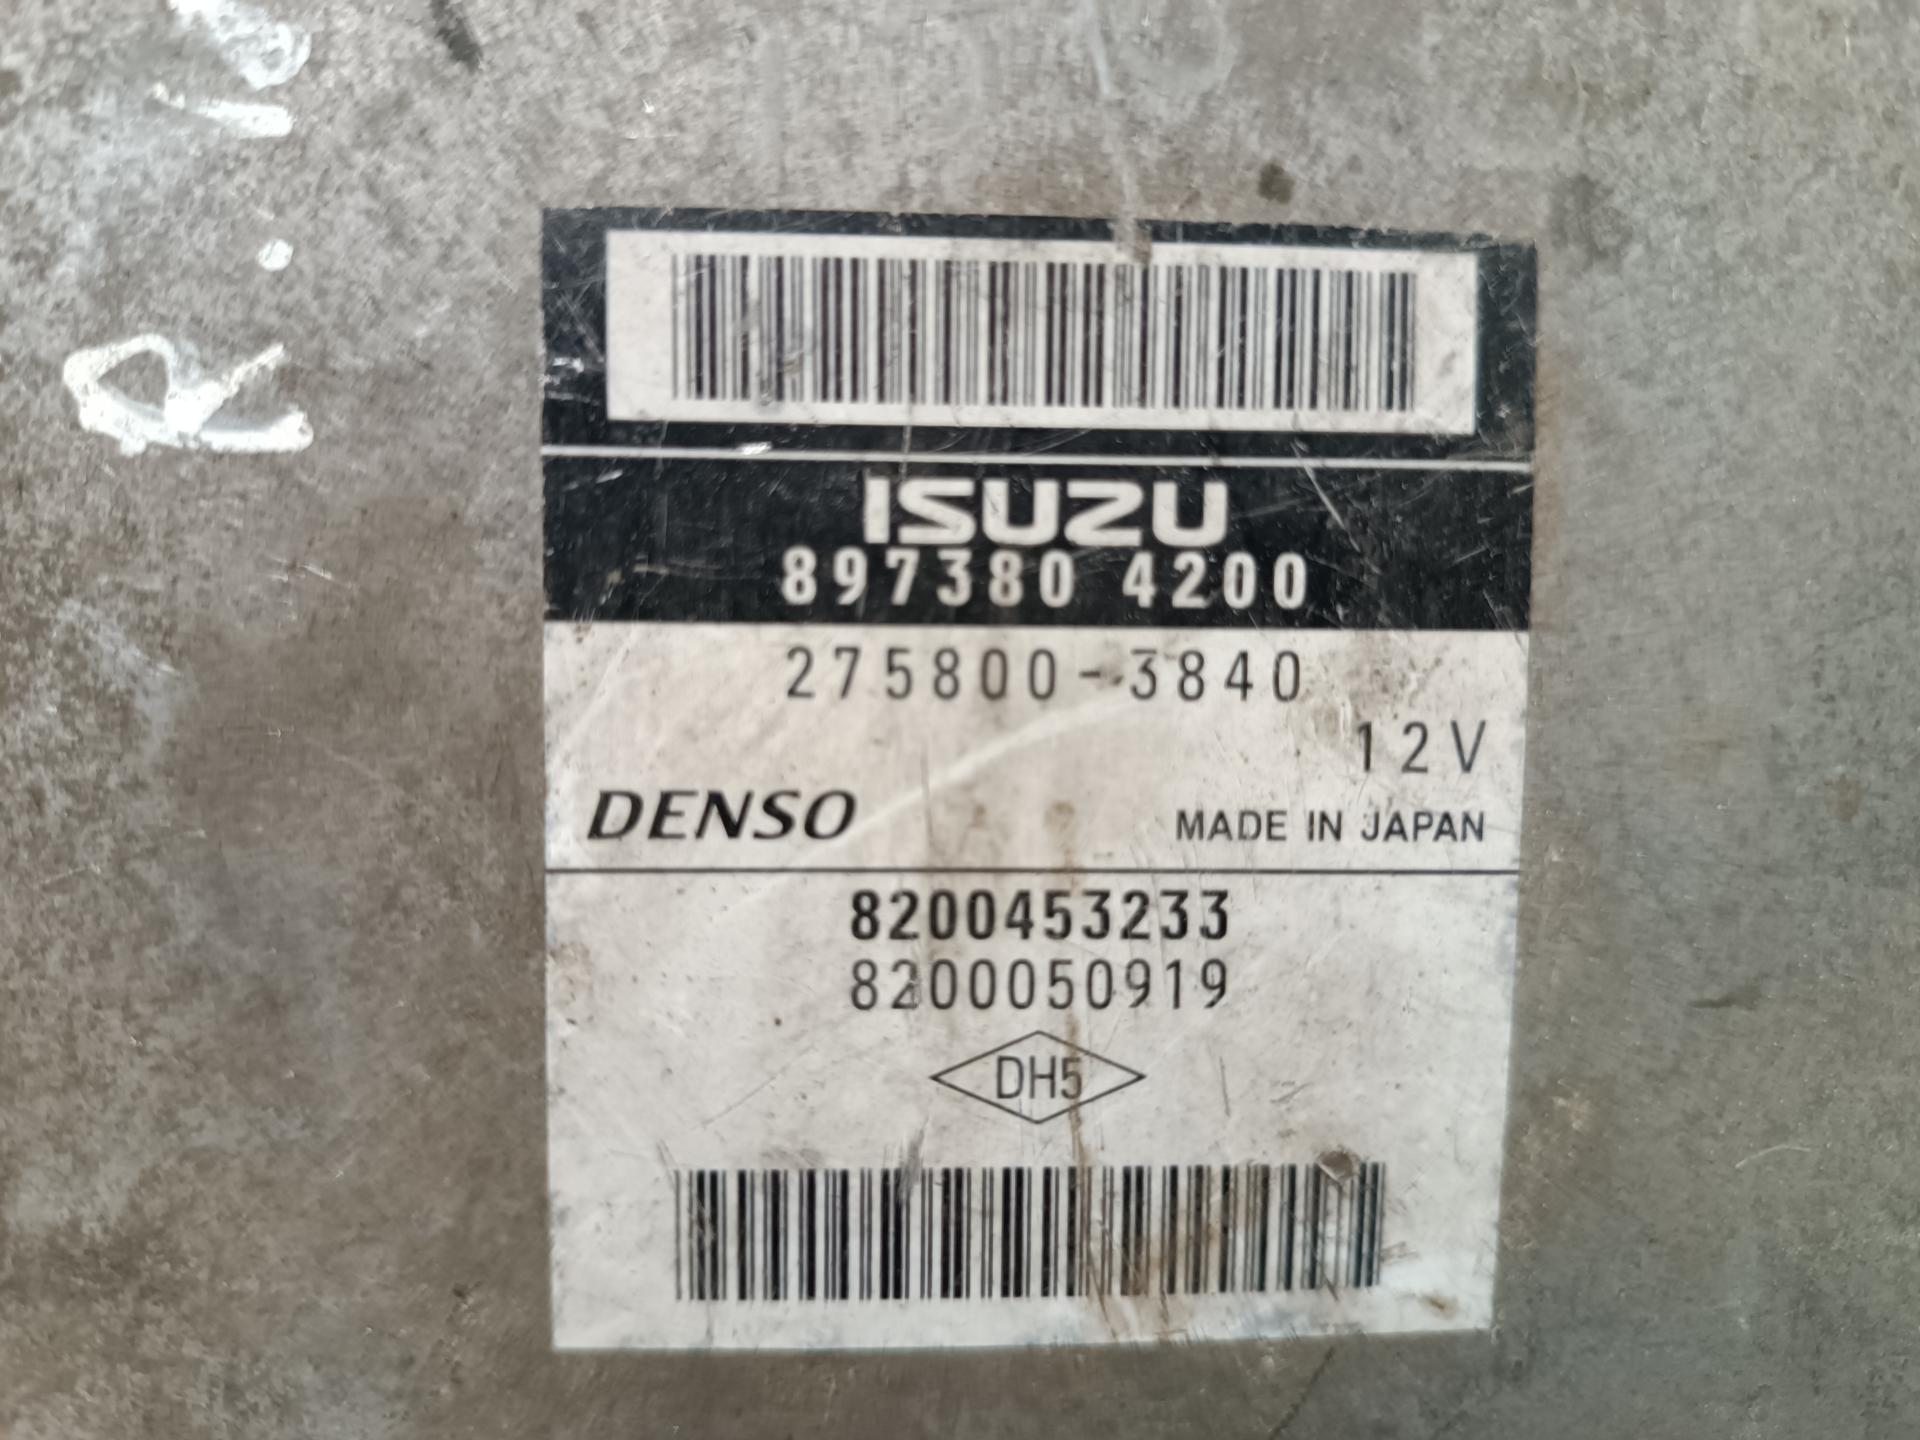 ISUZU
897380 4200
275800-3840
12V
DENSO MADE IN JAPAN
8200453233
8200050919
DH5